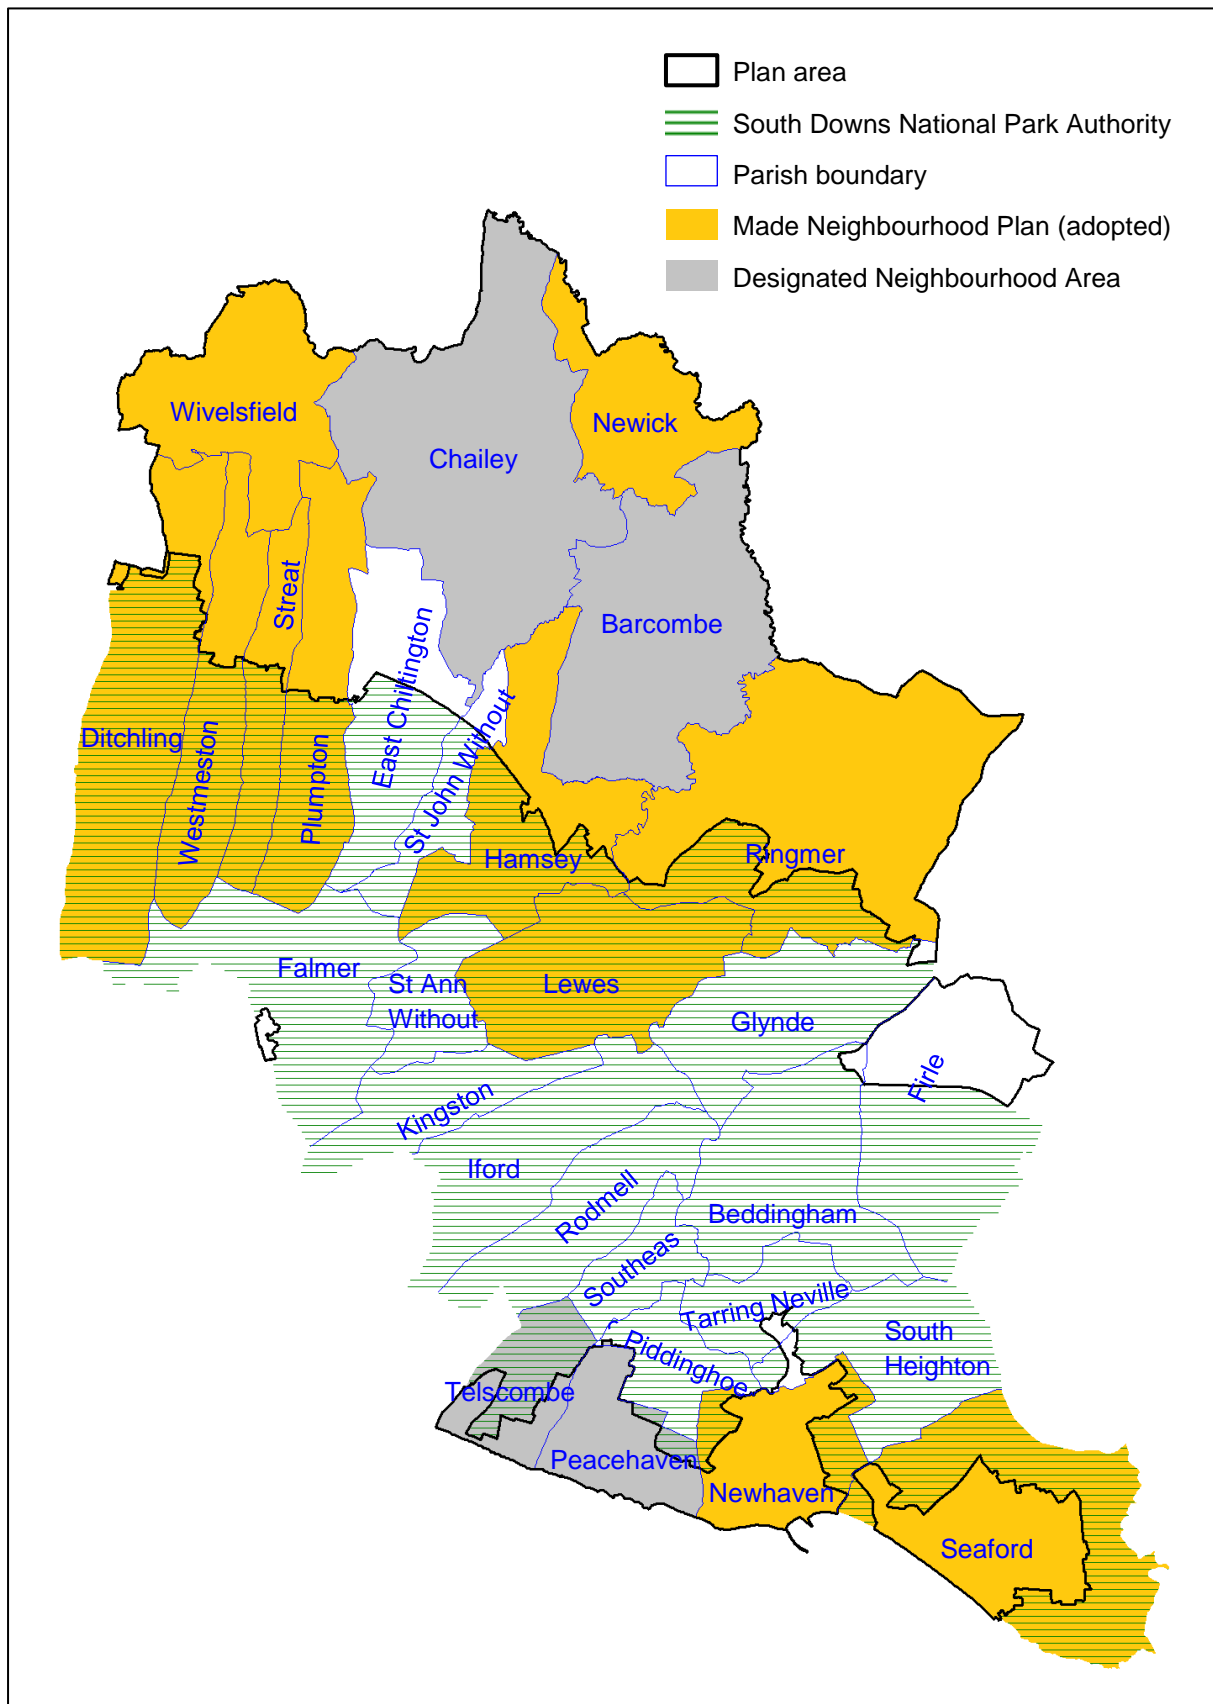 Plan area
South Downs National Park Authority
Parish boundary
Made Neighbourhood Plan (adopted)
Designated Neighbourhood Area
Wivelsfield
Newick
Chailey
Streat
Barcombe
East Chiltington
St John Without
Ditchling
Westmeston
Plumpton
Hamsey
Ringmer
Falmer
St Ann
Without
Lewes
Glynde
Firle
Kingston
Iford
Rodmell
Beddingham
Southeas
Tarring Neville
Piddinghoe
South
Heighton
Telscombe
Peacehaven
Newhaven
Seaford